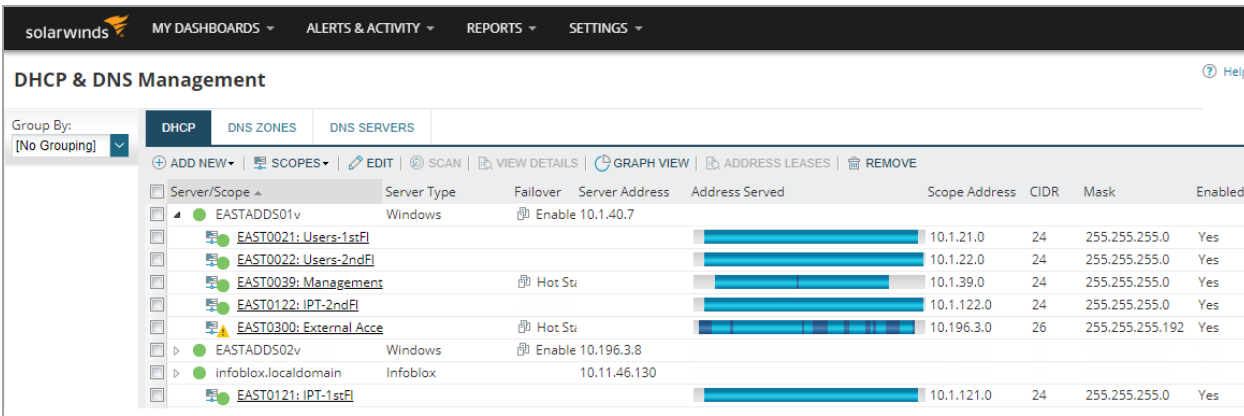 solarwinds MY DASHBOARDS ALERTS & ACTIVITY REPORTS SETTINGS
DHCP & DNS Management
? Help
Group By:
[No Grouping]
DHCP DNS ZONES DNS SERVERS
ADD NEW | SCOPES | EDIT | SCAN | VIEW DETAILS | GRAPH VIEW | ADDRESS LEASES | REMOVE
Server/Scope Server Type Failover Server Address Address Served Scope Address CIDR Mask Enabled
EASTADDS01v Windows Enable 10.1.40.7
EAST0021: Users-1stFl 10.1.21.0 24 255.255.255.0 Yes
EAST0022: Users-2ndFl 10.1.22.0 24 255.255.255.0 Yes
EAST0039: Management Hot Sta 10.1.39.0 24 255.255.255.0 Yes
EAST0122: IPT-2ndFl 10.1.122.0 24 255.255.255.0 Yes
EAST0300: External Acce Hot Sta 10.196.3.0 26 255.255.255.192 Yes
EASTADDS02v Windows Enable 10.196.3.8
infoblox.localdomain Infoblox 10.11.46.130
EAST0121: IPT-1stFl 10.1.121.0 24 255.255.255.0 Yes